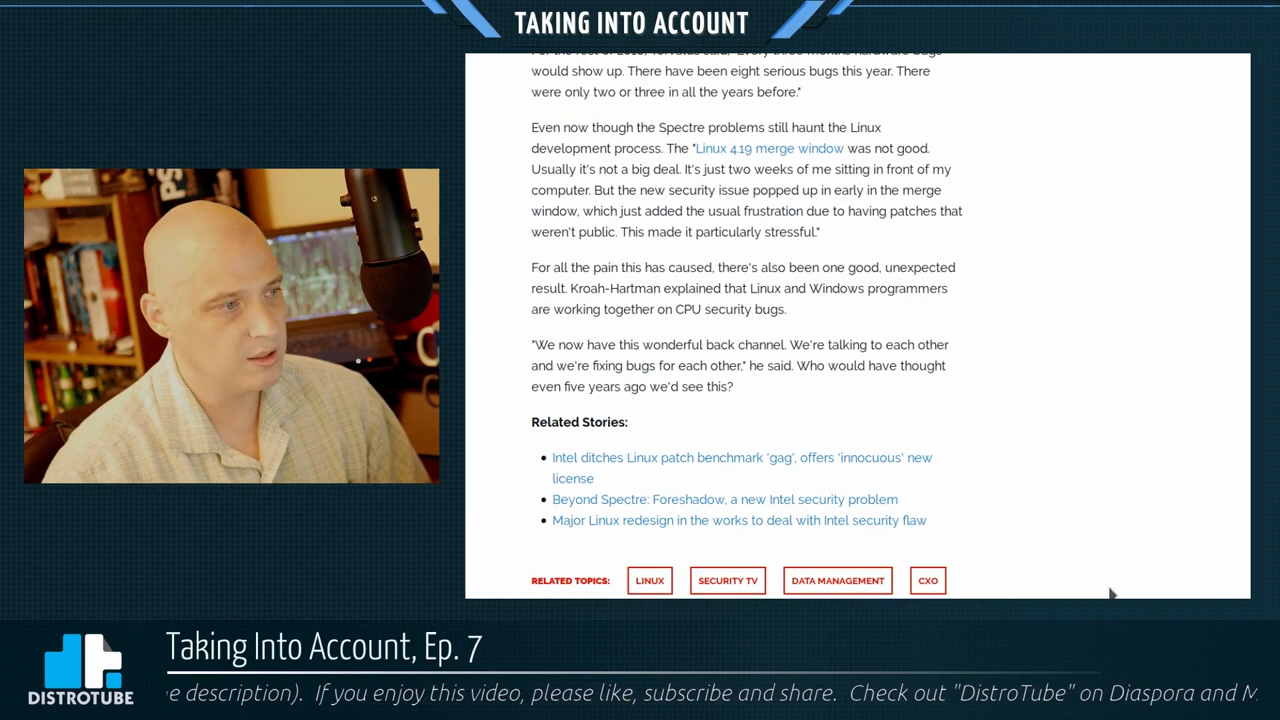 TAKING INTO ACCOUNT
would show up. There have been eight serious bugs this year. There
were only two or three in all the years before."
Even now though the Spectre problems still haunt the Linux
development process. The "Linux 4.19 merge window was not good.
Usually it's not a big deal. It's just two weeks of me sitting in front of my
computer. But the new security issue popped up in early in the merge
window, which just added the usual frustration due to having patches that
weren't public. This made it particularly stressful."
For all the pain this has caused, there's also been one good, unexpected
result. Kroah-Hartman explained that Linux and Windows programmers
are working together on CPU security bugs.
"We now have this wonderful back channel. We're talking to each other
and we're fixing bugs for each other," he said. Who would have thought
even five years ago we'd see this?
Related Stories:
Intel ditches Linux patch benchmark 'gag', offers 'innocuous' new
license
Beyond Spectre: Foreshadow, a new Intel security problem
Major Linux redesign in the works to deal with Intel security flaw
RELATED TOPICS: LINUX SECURITY TV DATA MANAGEMENT CXO
Taking Into Account, Ep. 7
DISTROTUBE
e description). If you enjoy this video, please like, subscribe and share. Check out "DistroTube" on Diaspora and M